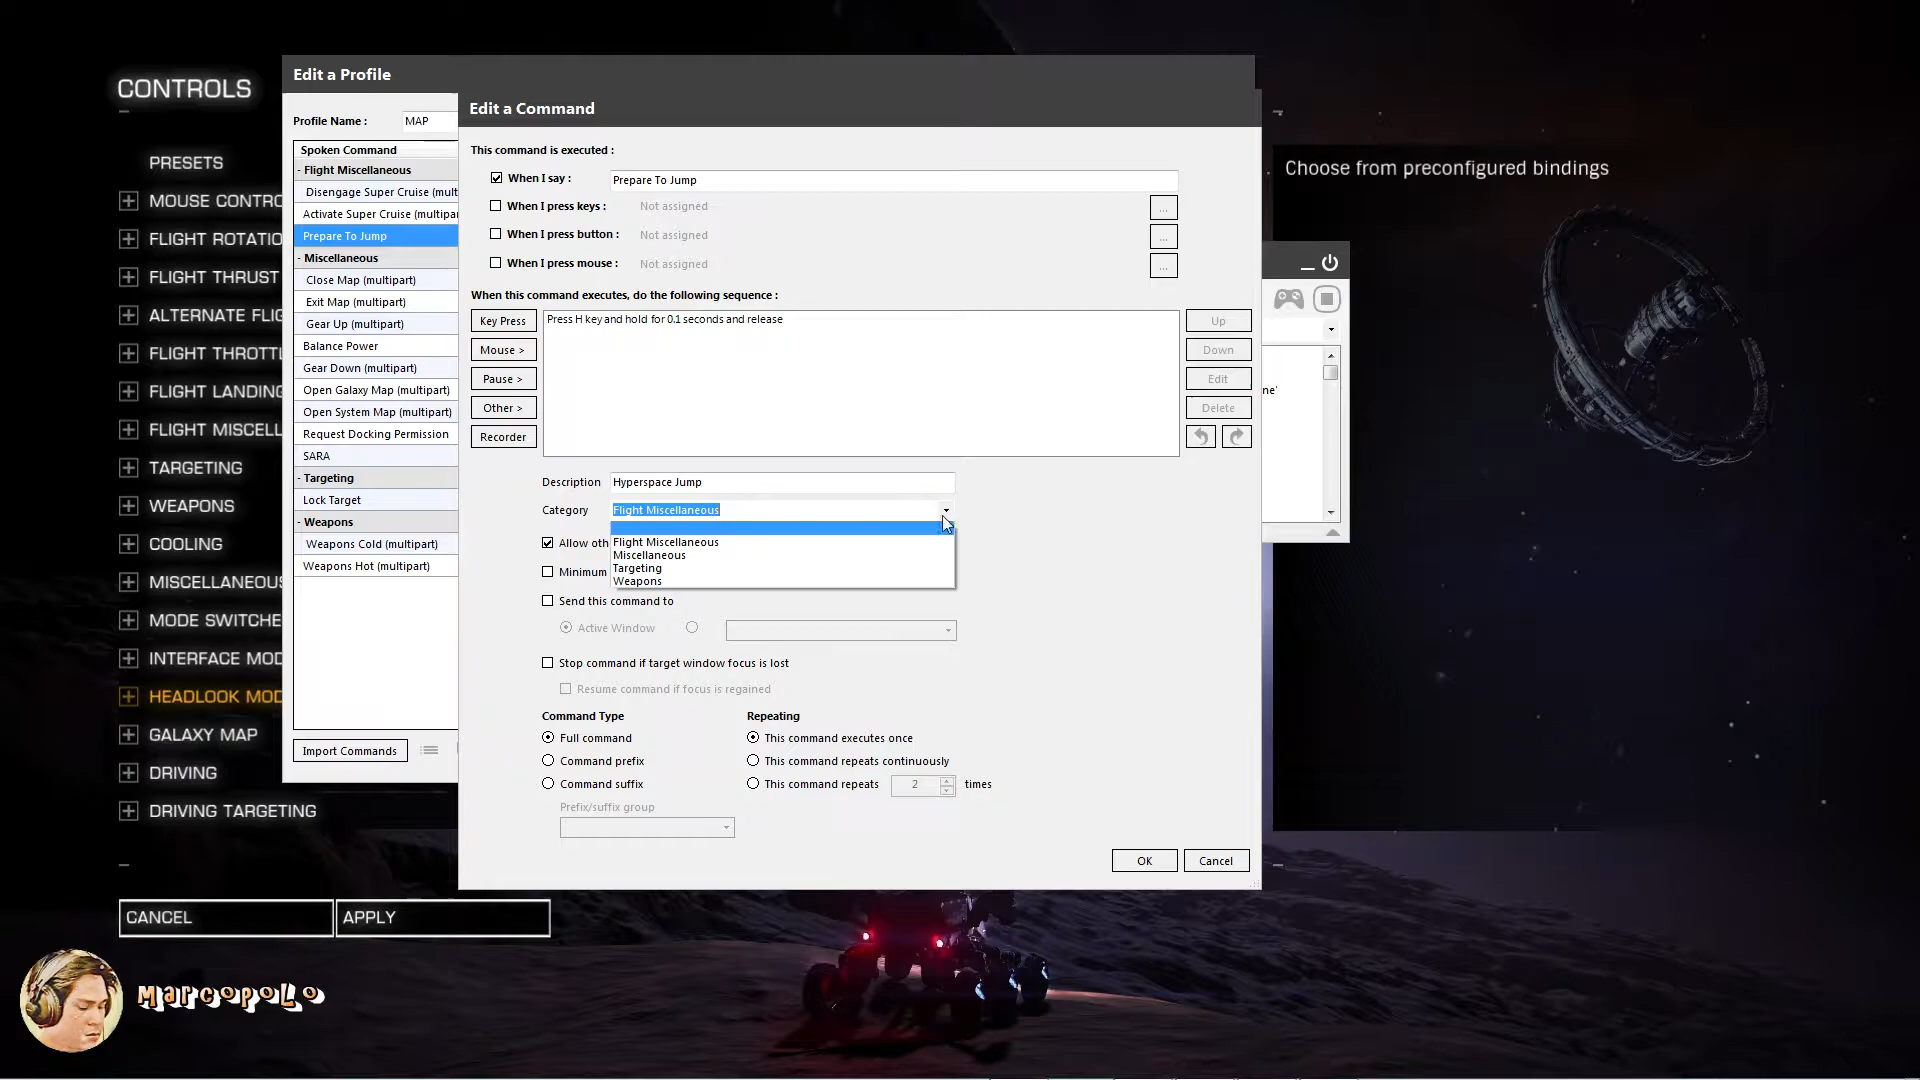 CONTROLS
PRESETS
MOUSE CONTRO
FLIGHT ROTATIO
FLIGHT THRUST
ALTERNATE FLIG
FLIGHT THROTTL
FLIGHT LANDING
FLIGHT MISCELL
TARGETING
WEAPONS
COOLING
MISCELLANEOUS
MODE SWITCHE
INTERFACE MOD
HEADLOOK MOD
GALAXY MAP
DRIVING
DRIVING TARGETING
CANCEL
APPLY
Edit a Profile
Profile Name :
MAP
Spoken Command
- Flight Miscellaneous
Disengage Super Cruise (mult
Activate Super Cruise (multipar
Prepare To Jump
- Miscellaneous
Close Map (multipart)
Exit Map (multipart)
Gear Up (multipart)
Balance Power
Gear Down (multipart)
Open Galaxy Map (multipart)
Open System Map (multipart)
Request Docking Permission
SARA
- Targeting
Lock Target
- Weapons
Weapons Cold (multipart)
Weapons Hot (multipart)
Import Commands
Edit a Command
This command is executed :
When I say :
Prepare To Jump
When I press keys :
Not assigned
...
When I press button :
Not assigned
...
When I press mouse :
Not assigned
...
When this command executes, do the following sequence :
Key Press
Mouse >
Pause >
Other >
Recorder
Press H key and hold for 0.1 seconds and release
Up
Down
Edit
Delete
Description
Hyperspace Jump
Category
Flight Miscellaneous
Flight Miscellaneous
Miscellaneous
Targeting
Weapons
Allow oth
Minimum
Send this command to
Active Window
Stop command if target window focus is lost
Resume command if focus is regained
Command Type
Full command
Command prefix
Command suffix
Prefix/suffix group
Repeating
This command executes once
This command repeats continuously
This command repeats
2
times
OK
Cancel
Choose from preconfigured bindings
ne'
Marcopolo